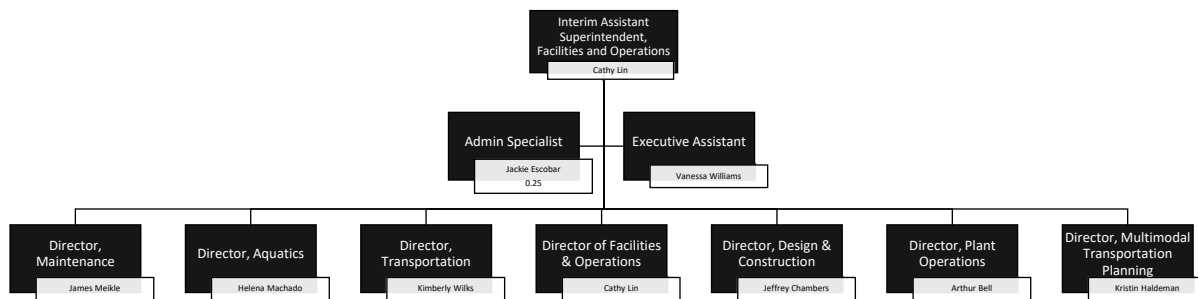 Interim Assistant
Superintendent,
Facilities and Operations
Cathy Lin
Admin Specialist
Jackie Escobar
0.25
Executive Assistant
Vanessa Williams
Director,
Maintenance
James Meikle
Director, Aquatics
Helena Machado
Director,
Transportation
Kimberly Wilks
Director of Facilities
& Operations
Cathy Lin
Director, Design &
Construction
Jeffrey Chambers
Director, Plant
Operations
Arthur Bell
Director, Multimodal
Transportation
Planning
Kristin Haldeman